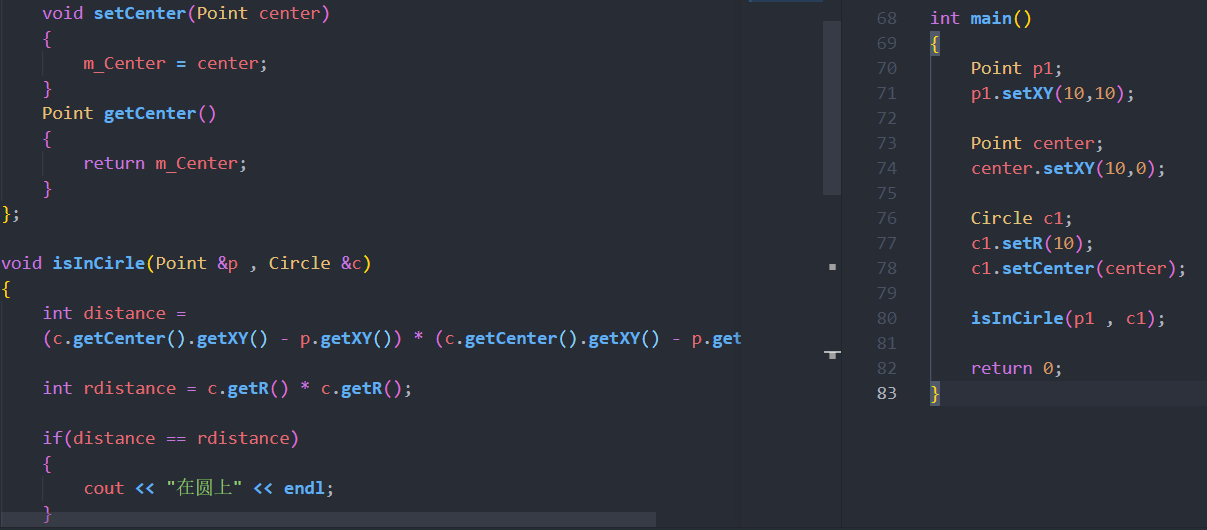 void setCenter(Point center)
{
m_Center = center;
}
Point getCenter()
{
return m_Center;
}
};
void isInCirle(Point &p , Circle &c)
{
int distance =
(c.getCenter().getXY() - p.getXY()) * (c.getCenter().getXY() - p.get
int rdistance = c.getR() * c.getR();
if(distance == rdistance)
{
cout << "在圆上" << endl;
}
68 int main()
69 {
70 Point p1;
71 p1.setXY(10,10);
72
73 Point center;
74 center.setXY(10,0);
75
76 Circle c1;
77 c1.setR(10);
78 c1.setCenter(center);
79
80 isInCirle(p1 , c1);
81
82 return 0;
83 }